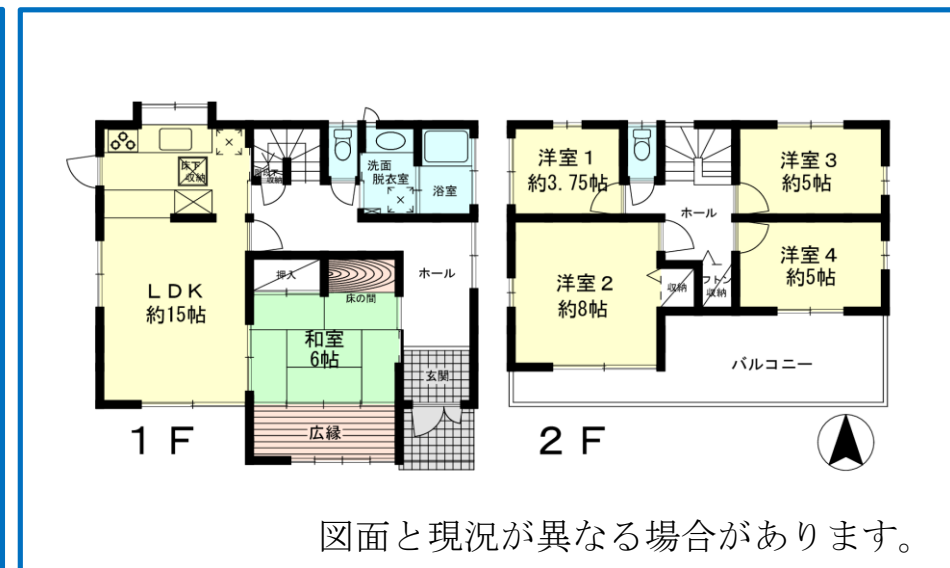 床下
収納
階段下
収納
洗面
脱衣室
浴室
LDK
約15帖
押入
床の間
ホール
和室
6帖
玄関
広縁
1F
洋室1
約3.75帖
洋室3
約5帖
ホール
洋室2
約8帖
収納
フトン
収納
洋室4
約5帖
バルコニー
2F
図面と現況が異なる場合があります。